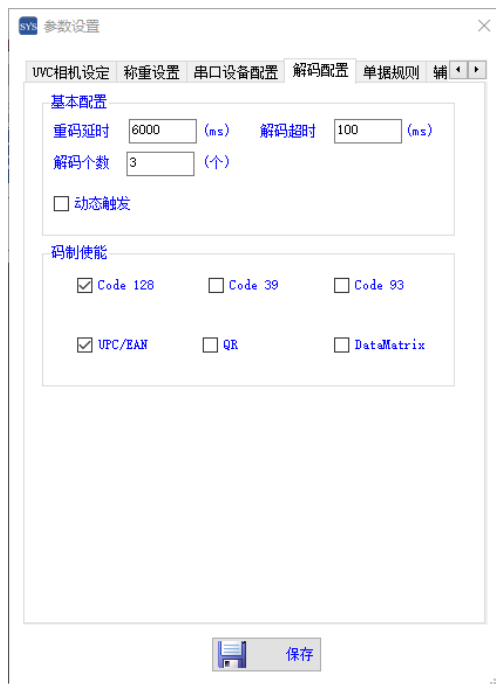 SYS 参数设置
UVC相机设定 称重设置 串口设备配置 解码配置 单据规则 辅
基本配置
重码延时 6000 (ms) 解码超时 100 (ms)
解码个数 3 (个)
动态触发
码制使能
Code 128 Code 39 Code 93
UPC/EAN QR DataMatrix
保存